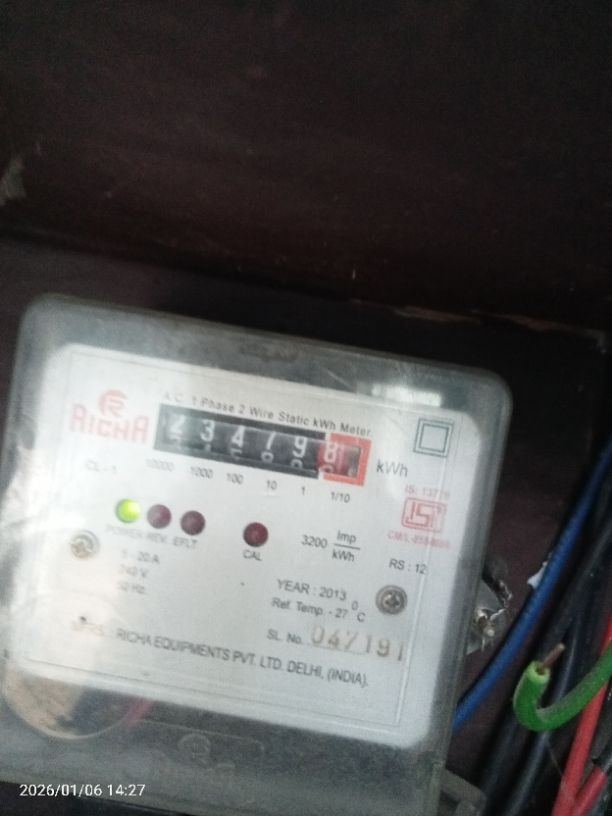 A.C. 1 Phase 2 Wire Static kWh Meter.
RICHA
2 3 4 7 9 8
kWh
CL - 1
10000 1000 100 10 1 1/10
IS: 13779
ISI
POWER REV. EFLT
CAL
3200 Imp/kWh
RS : 12
5 - 20 A
240 V
50 Hz.
YEAR : 2013
Ref. Temp. - 27 °C
SL. No. 047191
RICHA EQUIPMENTS PVT. LTD. DELHI, (INDIA).
2026/01/06 14:27